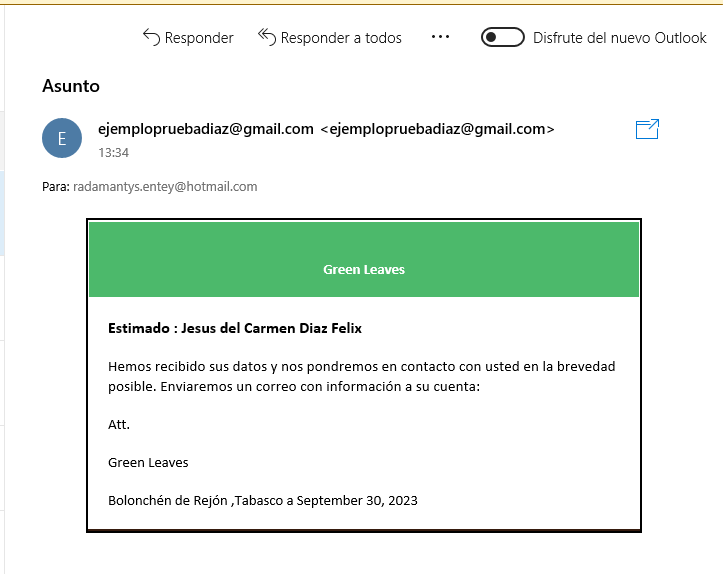 Responder
Responder a todos
Disfrute del nuevo Outlook
Asunto
E
ejemplopruebadiaz@gmail.com <ejemplopruebadiaz@gmail.com>
13:34
Para: radamantys.entey@hotmail.com
Green Leaves
Estimado : Jesus del Carmen Diaz Felix
Hemos recibido sus datos y nos pondremos en contacto con usted en la brevedad
posible. Enviaremos un correo con información a su cuenta:
Att.
Green Leaves
Bolonchén de Rejón ,Tabasco a September 30, 2023